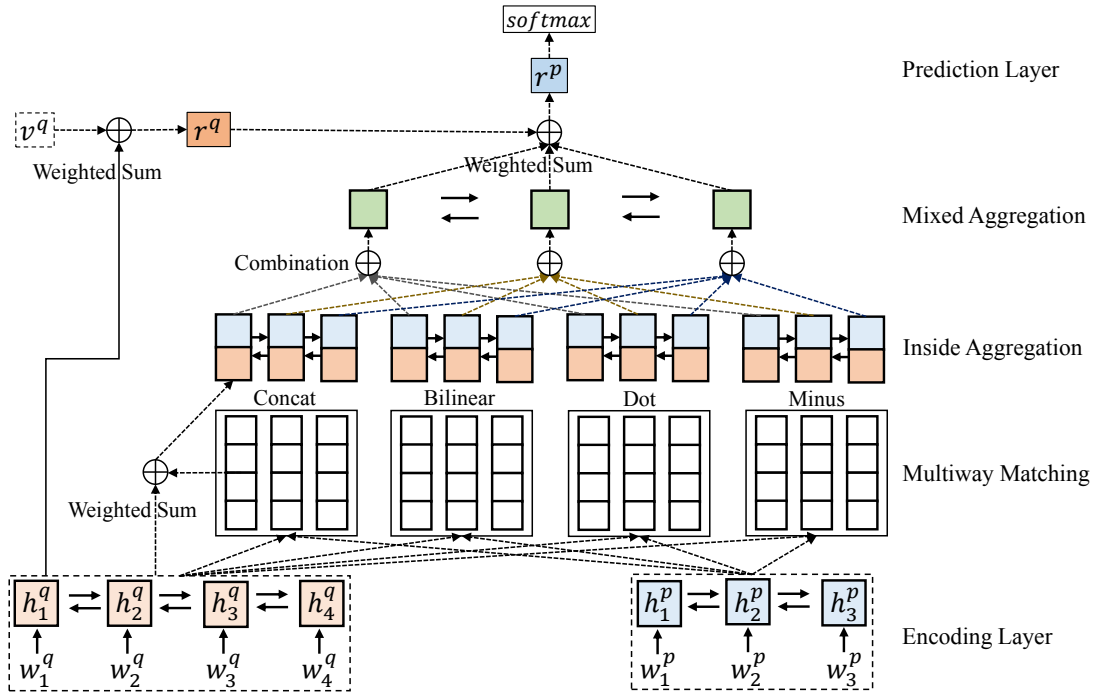 softmax
r^p
Prediction Layer
v^q
r^q
Weighted Sum
Weighted Sum
Mixed Aggregation
Combination
Inside Aggregation
Concat Bilinear Dot Minus
Multiway Matching
Weighted Sum
h_1^q h_2^q h_3^q h_4^q h_1^p h_2^p h_3^p
Encoding Layer
w_1^q w_2^q w_3^q w_4^q w_1^p w_2^p w_3^p